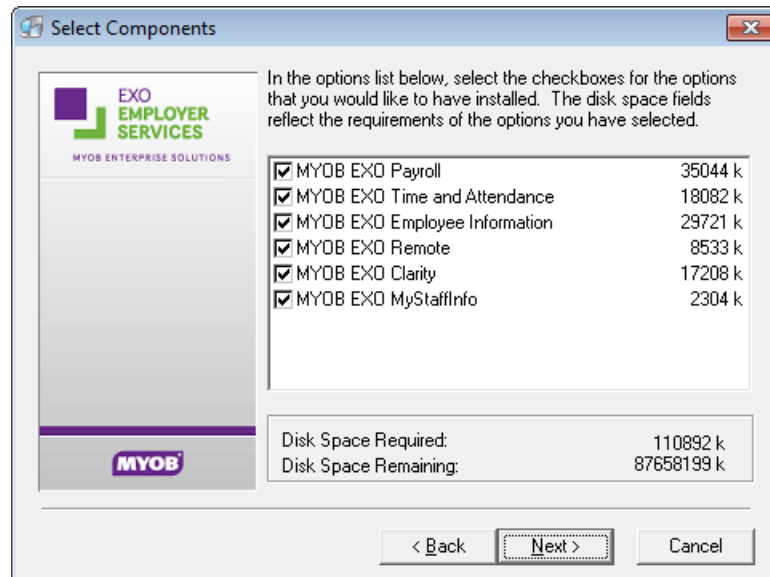 Select Components
EXO
EMPLOYER
SERVICES
MYOB ENTERPRISE SOLUTIONS
In the options list below, select the checkboxes for the options
that you would like to have installed.  The disk space fields
reflect the requirements of the options you have selected.
MYOB EXO Payroll 35044 k
MYOB EXO Time and Attendance 18082 k
MYOB EXO Employee Information 29721 k
MYOB EXO Remote 8533 k
MYOB EXO Clarity 17208 k
MYOB EXO MyStaffInfo 2304 k
Disk Space Required: 110892 k
Disk Space Remaining: 87658199 k
MYOB
< Back Next > Cancel